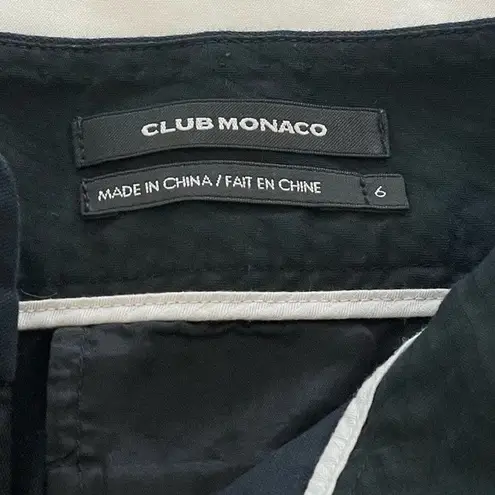 CLUB MONACO
MADE IN CHINA / FAIT EN CHINE 6